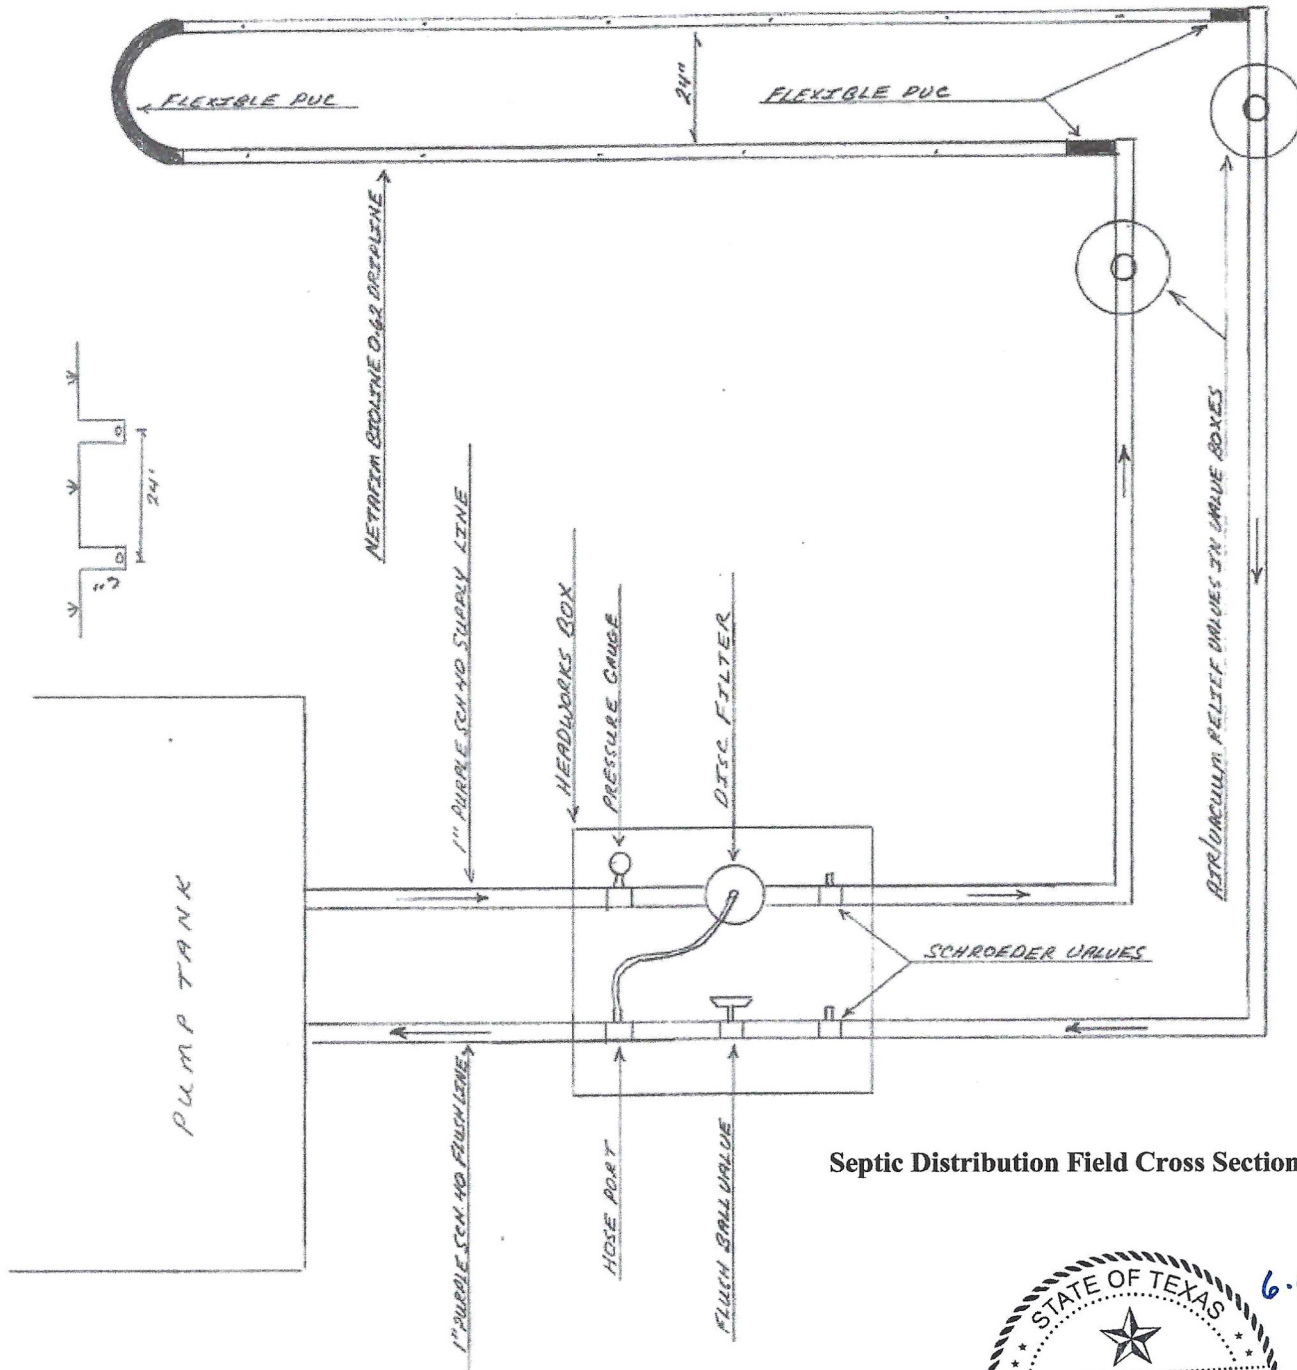 FLEXIBLE PVC
24"
FLEXIBLE PVC
NETAFIM BIOLINE 0.62 DRIPLINE
24"
1" PURPLE SCH 40 SUPPLY LINE
HEADWORKS BOX
PRESSURE GAUGE
DISC FILTER
AIR/VACUUM RELIEF VALVES IN VALVE BOXES
PUMP TANK
SCHROEDER VALVES
1" PURPLE SCH. 40 FLUSH LINE
HOSE PORT
FLUSH BALL VALVE
Septic Distribution Field Cross Section
STATE OF TEXAS